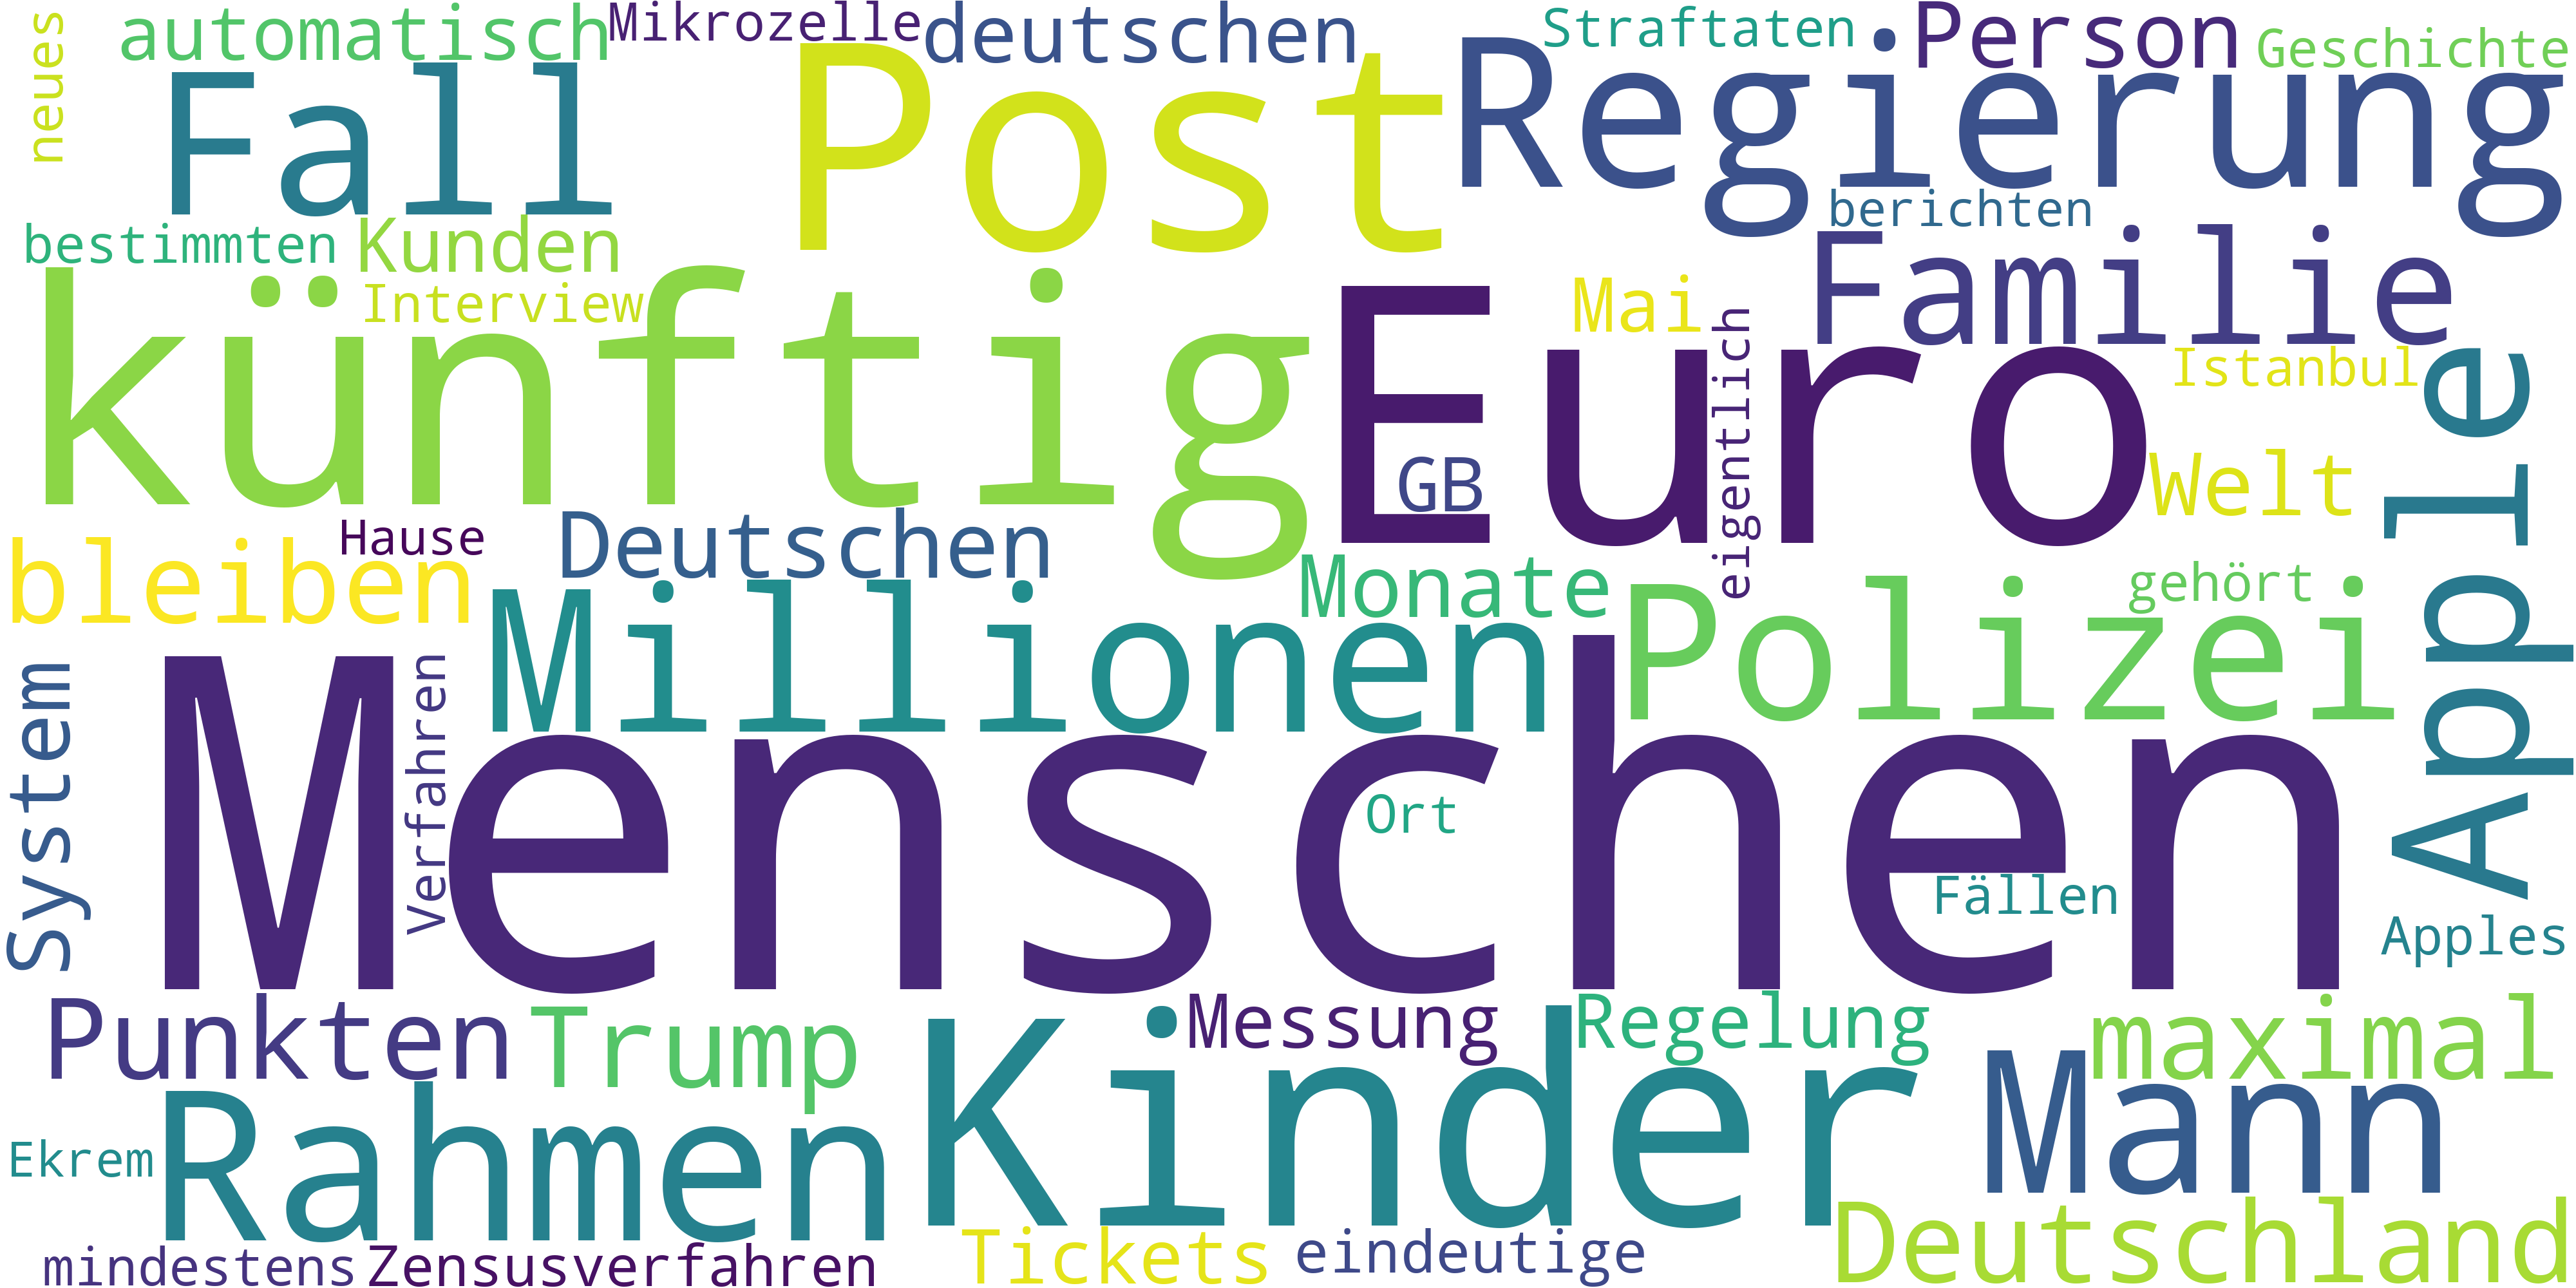 neues
automatisch
Mikrozelle
deutschen
Straftaten
Person
Geschichte
Fall
Post
Regierung
berichten
bestimmten
Kunden
Familie
Interview
künftig
Euro
Mai
eigentlich
Istanbul
Apple
GB
Welt
Hause
Deutschen
bleiben
Monate
gehört
Millionen
Polizei
System
Verfahren
Menschen
Ort
Fällen
Apples
Punkten
Trump
Messung
Regelung
maximal
Kinder
Mann
Rahmen
Ekrem
Deutschland
mindestens
Zensusverfahren
Tickets
eindeutige